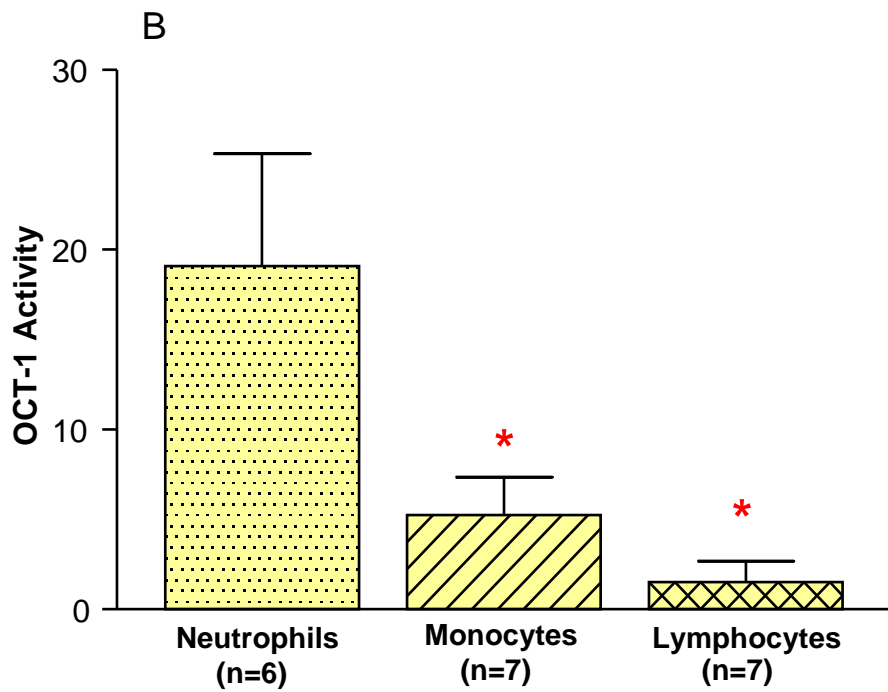 B
30
20
10
0
OCT-1 Activity
*
*
Neutrophils
(n=6)
Monocytes
(n=7)
Lymphocytes
(n=7)